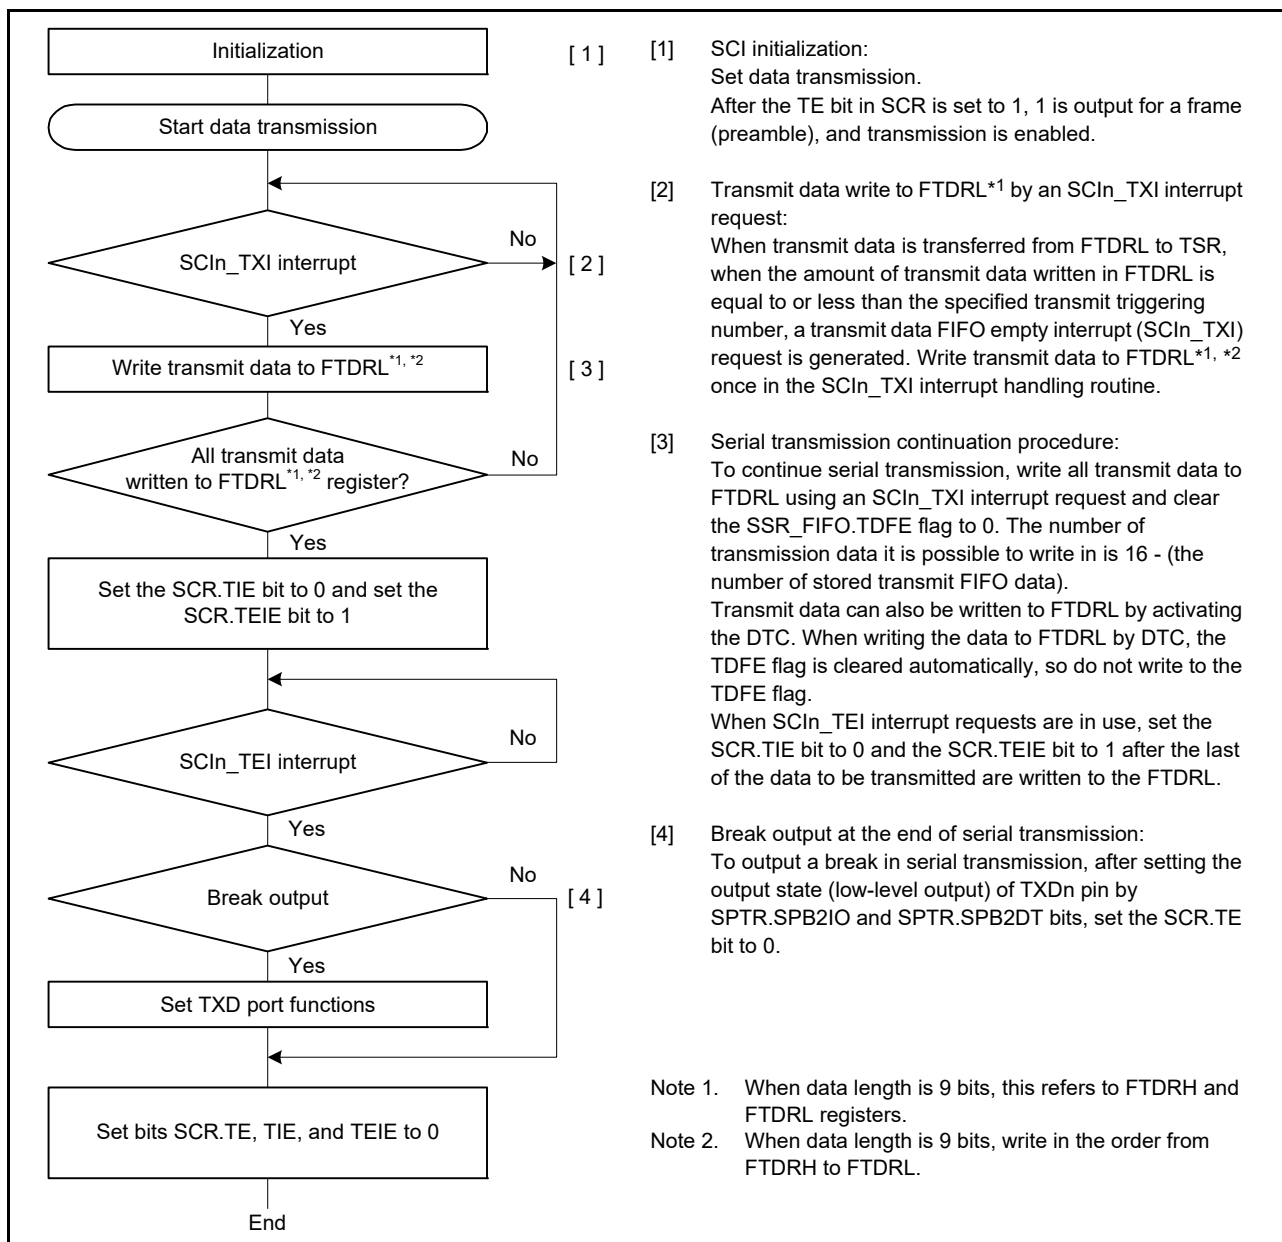 Initialization
[ 1 ]
Start data transmission
SCIn_TXI interrupt
No
[ 2 ]
Yes
Write transmit data to FTDRL*1, *2
[ 3 ]
All transmit data
written to FTDRL*1, *2 register?
No
Yes
Set the SCR.TIE bit to 0 and set the
SCR.TEIE bit to 1
SCIn_TEI interrupt
No
Yes
Break output
No
[ 4 ]
Yes
Set TXD port functions
Set bits SCR.TE, TIE, and TEIE to 0
End
[1] SCI initialization:
Set data transmission.
After the TE bit in SCR is set to 1, 1 is output for a frame
(preamble), and transmission is enabled.
[2] Transmit data write to FTDRL*1 by an SCIn_TXI interrupt
request:
When transmit data is transferred from FTDRL to TSR,
when the amount of transmit data written in FTDRL is
equal to or less than the specified transmit triggering
number, a transmit data FIFO empty interrupt (SCIn_TXI)
request is generated. Write transmit data to FTDRL*1, *2
once in the SCIn_TXI interrupt handling routine.
[3] Serial transmission continuation procedure:
To continue serial transmission, write all transmit data to
FTDRL using an SCIn_TXI interrupt request and clear
the SSR_FIFO.TDFE flag to 0. The number of
transmission data it is possible to write in is 16 - (the
number of stored transmit FIFO data).
Transmit data can also be written to FTDRL by activating
the DTC. When writing the data to FTDRL by DTC, the
TDFE flag is cleared automatically, so do not write to the
TDFE flag.
When SCIn_TEI interrupt requests are in use, set the
SCR.TIE bit to 0 and the SCR.TEIE bit to 1 after the last
of the data to be transmitted are written to the FTDRL.
[4] Break output at the end of serial transmission:
To output a break in serial transmission, after setting the
output state (low-level output) of TXDn pin by
SPTR.SPB2IO and SPTR.SPB2DT bits, set the SCR.TE
bit to 0.
Note 1. When data length is 9 bits, this refers to FTDRH and
FTDRL registers.
Note 2. When data length is 9 bits, write in the order from
FTDRH to FTDRL.